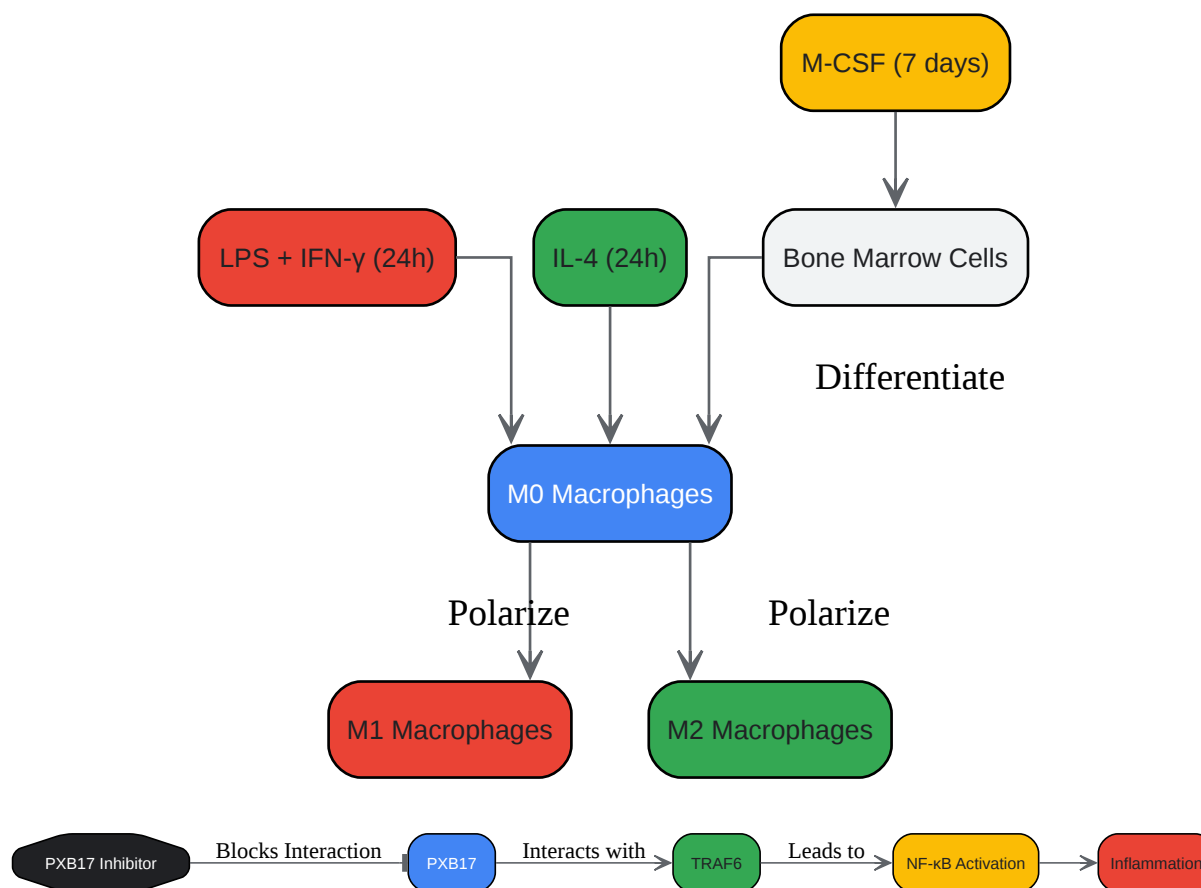 M-CSF (7 days)
LPS + IFN-γ (24h)
IL-4 (24h)
Bone Marrow Cells
Differentiate
M0 Macrophages
Polarize
Polarize
M1 Macrophages
M2 Macrophages
PXB17 Inhibitor
Blocks Interaction
PXB17
Interacts with
TRAF6
Leads to
NF-κB Activation
Inflammation